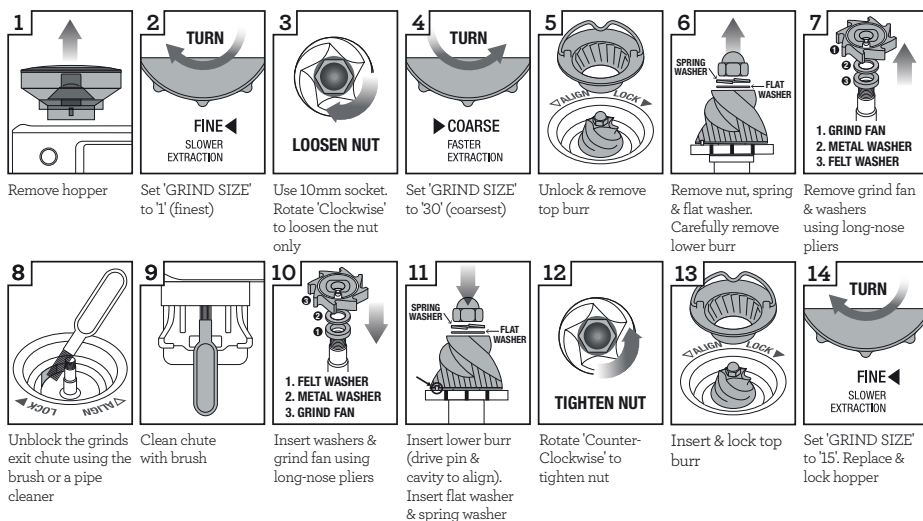 1
Remove hopper
2
TURN
FINE◀
SLOWER
EXTRACTION
Set 'GRIND SIZE'
to '1' (finest)
3
LOOSEN NUT
Use 10mm socket.
Rotate 'Clockwise'
to loosen the nut
only
4
TURN
▶COARSE
FASTER
EXTRACTION
Set 'GRIND SIZE'
to '30' (coarsest)
5
▽ALIGN LOCK▶
Unlock & remove
top burr
6
SPRING
WASHER
FLAT
WASHER
Remove nut, spring
& flat washer.
Carefully remove
lower burr
7
1
2
3
1. GRIND FAN
2. METAL WASHER
3. FELT WASHER
Remove grind fan
& washers
using long-nose
pliers
8
LOCK▶ ▽ALIGN
Unblock the grinds
exit chute using the
brush or a pipe
cleaner
9
Clean chute
with brush
10
3
2
1
1. FELT WASHER
2. METAL WASHER
3. GRIND FAN
Insert washers &
grind fan using
long-nose pliers
11
SPRING
WASHER
FLAT
WASHER
Insert lower burr
(drive pin &
cavity to align).
Insert flat washer
& spring washer
12
TIGHTEN NUT
Rotate 'Counter-
Clockwise' to
tighten nut
13
▽ALIGN LOCK▶
Insert & lock top
burr
14
TURN
FINE◀
SLOWER
EXTRACTION
Set 'GRIND SIZE'
to '15'. Replace &
lock hopper